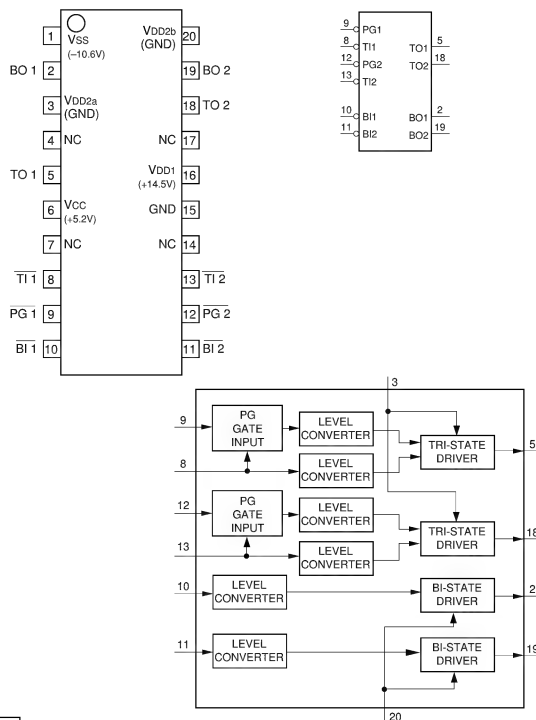 1
VSS
(–10.6V)
VDD2b
(GND)
20
BO 1
2
19
BO 2
3
VDD2a
(GND)
18
TO 2
4
NC
NC
17
TO 1
5
VDD1
(+14.5V)
16
6
VCC
(+5.2V)
GND
15
7
NC
NC
14
TI 1
8
13
TI 2
PG 1
9
12
PG 2
BI 1
10
11
BI 2
9
PG1
8
TI1
TO1
5
12
PG2
TO2
18
13
TI2
10
BI1
BO1
2
11
BI2
BO2
19
3
9
PG
GATE
INPUT
LEVEL
CONVERTER
TRI-STATE
DRIVER
5
8
LEVEL
CONVERTER
12
PG
GATE
INPUT
LEVEL
CONVERTER
TRI-STATE
DRIVER
18
13
LEVEL
CONVERTER
10
LEVEL
CONVERTER
BI-STATE
DRIVER
2
11
LEVEL
CONVERTER
BI-STATE
DRIVER
19
20